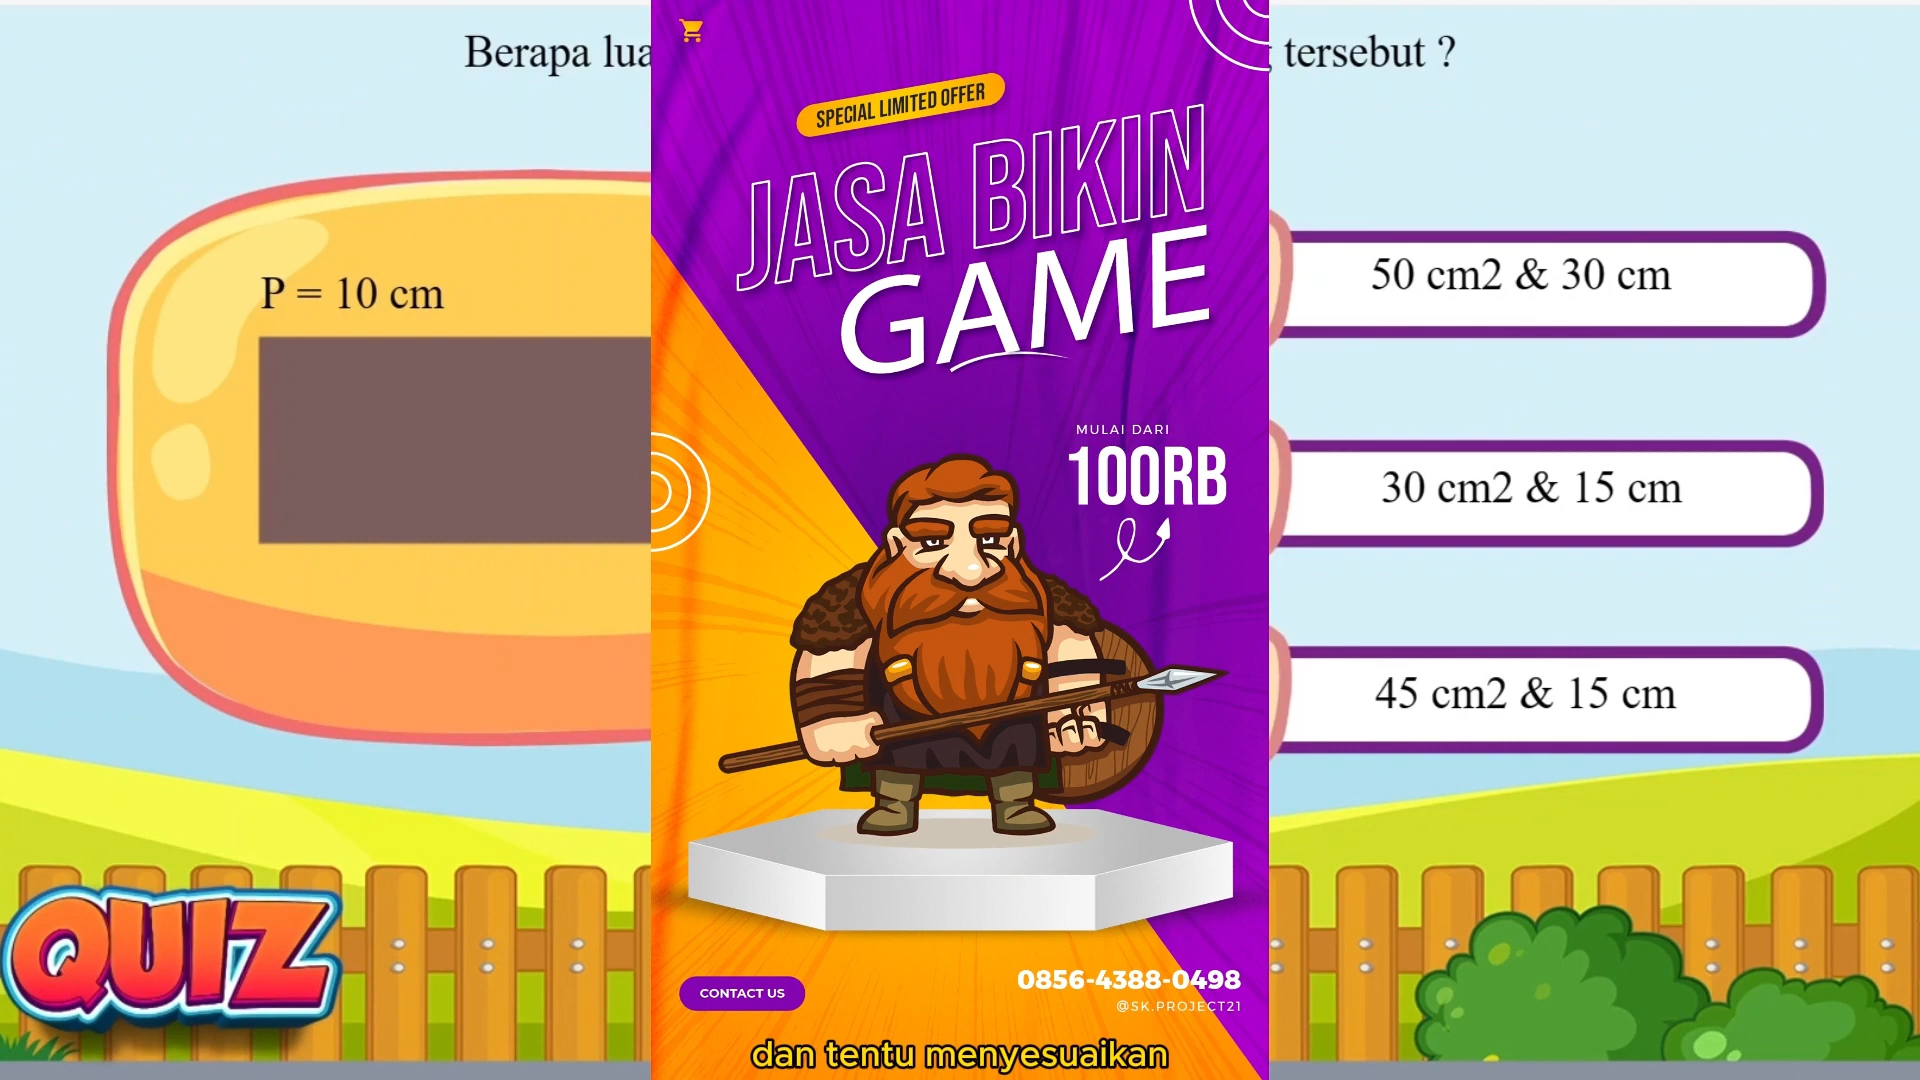 Berapa lua
tersebut ?
SPECIAL LIMITED OFFER
JASA BIKIN
GAME
P = 10 cm
50 cm2 & 30 cm
MULAI DARI
100RB
30 cm2 & 15 cm
45 cm2 & 15 cm
QUIZ
CONTACT US
0856-4388-0498
@SK.PROJECT21
dan tentu menyesuaikan